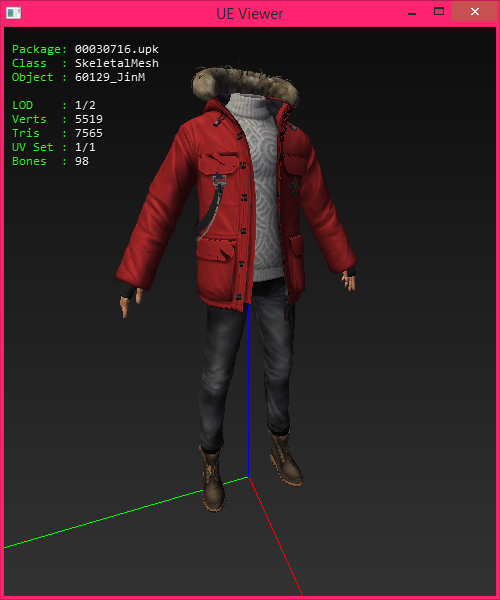 UE Viewer
Package: 00030716.upk
Class : SkeletalMesh
Object : 60129_JinM
LOD : 1/2
Verts : 5519
Tris : 7565
UV Set : 1/1
Bones : 98